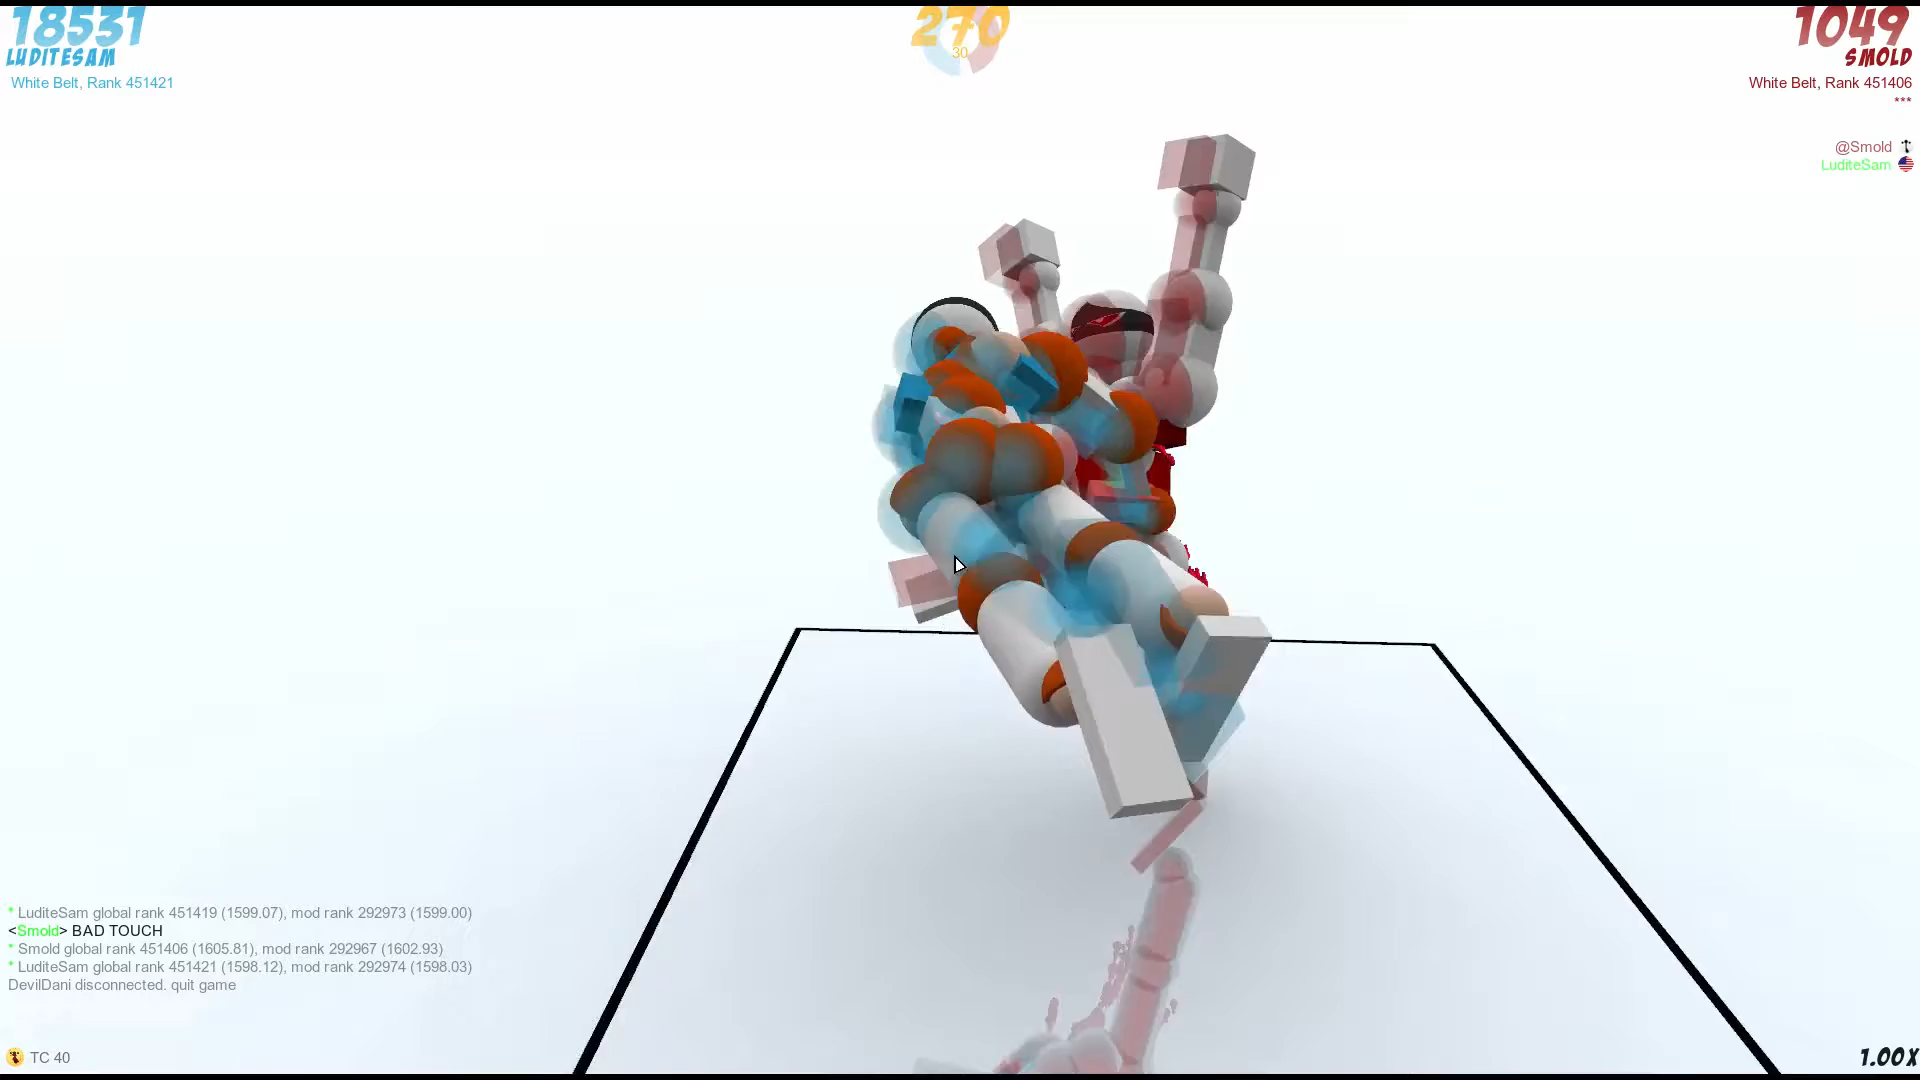 18531
LUDITESAM
White Belt, Rank 451421
270
30
1049
SMOLD
White Belt, Rank 451406
***
@Smold
LuditeSam
* LuditeSam global rank 451419 (1599.07), mod rank 292973 (1599.00)
<Smold> BAD TOUCH
* Smold global rank 451406 (1605.81), mod rank 292967 (1602.93)
* LuditeSam global rank 451421 (1598.12), mod rank 292974 (1598.03)
DevilDani disconnected. quit game
TC 40
1.00X